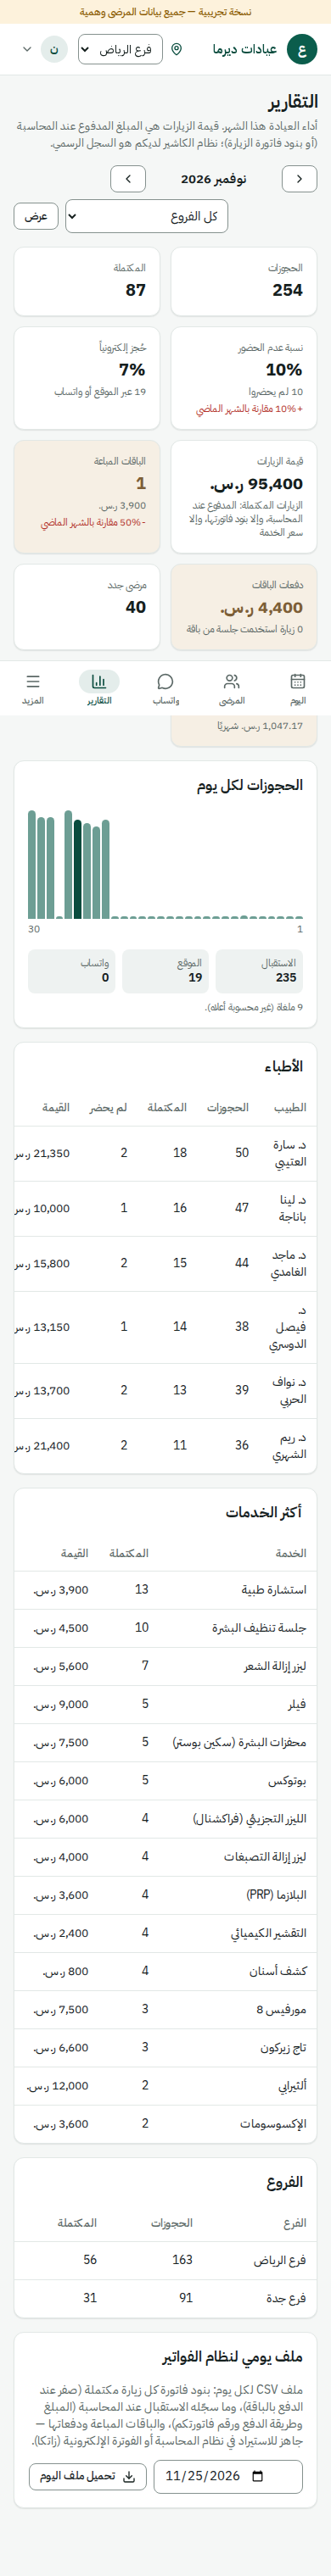 نسخة تجريبية — جميع بيانات المرضى وهمية
ع
عيادات ديرما
فرع الرياض
ن
التقارير
أداء العيادة هذا الشهر. قيمة الزيارات هي المبلغ المدفوع عند المحاسبة
(أو بنود فاتورة الزيارة)؛ نظام الكاشير لديكم هو السجل الرسمي.
نوفمبر 2026
كل الفروع
عرض
الحجوزات
254
المكتملة
87
نسبة عدم الحضور
10%
10 لم يحضروا
+10% مقارنة بالشهر الماضي
حُجز إلكترونياً
7%
19 عبر الموقع أو واتساب
قيمة الزيارات
95,400 ر.س.
الزيارات المكتملة: المدفوع عند
المحاسبة، وإلا بنود فاتورتها، وإلا
سعر الخدمة
الباقات المباعة
1
3,900 ر.س.
-50% مقارنة بالشهر الماضي
دفعات الباقات
4,400 ر.س.
0 زيارة استخدمت جلسة من باقة
مرضى جدد
40
اليوم
المرضى
واتساب
التقارير
المزيد
1,047.17 ر.س. شهريًا
الحجوزات لكل يوم
1
30
الاستقبال
235
الموقع
19
واتساب
0
9 ملغاة (غير محسوبة أعلاه).
الأطباء
الطبيب الحجوزات المكتملة لم يحضر القيمة
د. سارة العتيبي 50 18 2 21,350 ر.س
د. لينا باناجة 47 16 1 10,000 ر.س
د. ماجد الغامدي 44 15 2 15,800 ر.س
د. فيصل الدوسري 38 14 1 13,150 ر.س
د. نواف الحربي 39 13 2 13,700 ر.س
د. ريم الشهري 36 11 2 21,400 ر.س
أكثر الخدمات
الخدمة المكتملة القيمة
استشارة طبية 13 3,900 ر.س.
جلسة تنظيف البشرة 10 4,500 ر.س.
ليزر إزالة الشعر 7 5,600 ر.س.
فيلر 5 9,000 ر.س.
محفزات البشرة (سكين بوستر) 5 7,500 ر.س.
بوتوكس 5 6,000 ر.س.
الليزر التجزيئي (فراكشنال) 4 6,000 ر.س.
ليزر إزالة التصبغات 4 4,000 ر.س.
البلازما (PRP) 4 3,600 ر.س.
التقشير الكيميائي 4 2,400 ر.س.
كشف أسنان 4 800 ر.س.
مورفيس 8 3 7,500 ر.س.
تاج زيركون 3 6,600 ر.س.
ألثيرابي 2 12,000 ر.س.
الإكسوسومات 2 3,600 ر.س.
الفروع
الفرع الحجوزات المكتملة
فرع الرياض 163 56
فرع جدة 91 31
ملف يومي لنظام الفواتير
ملف CSV لكل يوم: بنود فاتورة كل زيارة مكتملة (صفر عند
الدفع بالباقة)، وما سجّله الاستقبال عند المحاسبة (المبلغ
وطريقة الدفع ورقم فاتورتكم)، والباقات المباعة ودفعاتها —
جاهز للاستيراد في نظام المحاسبة أو الفوترة الإلكترونية (زاتكا).
11/25/2026
تحميل ملف اليوم